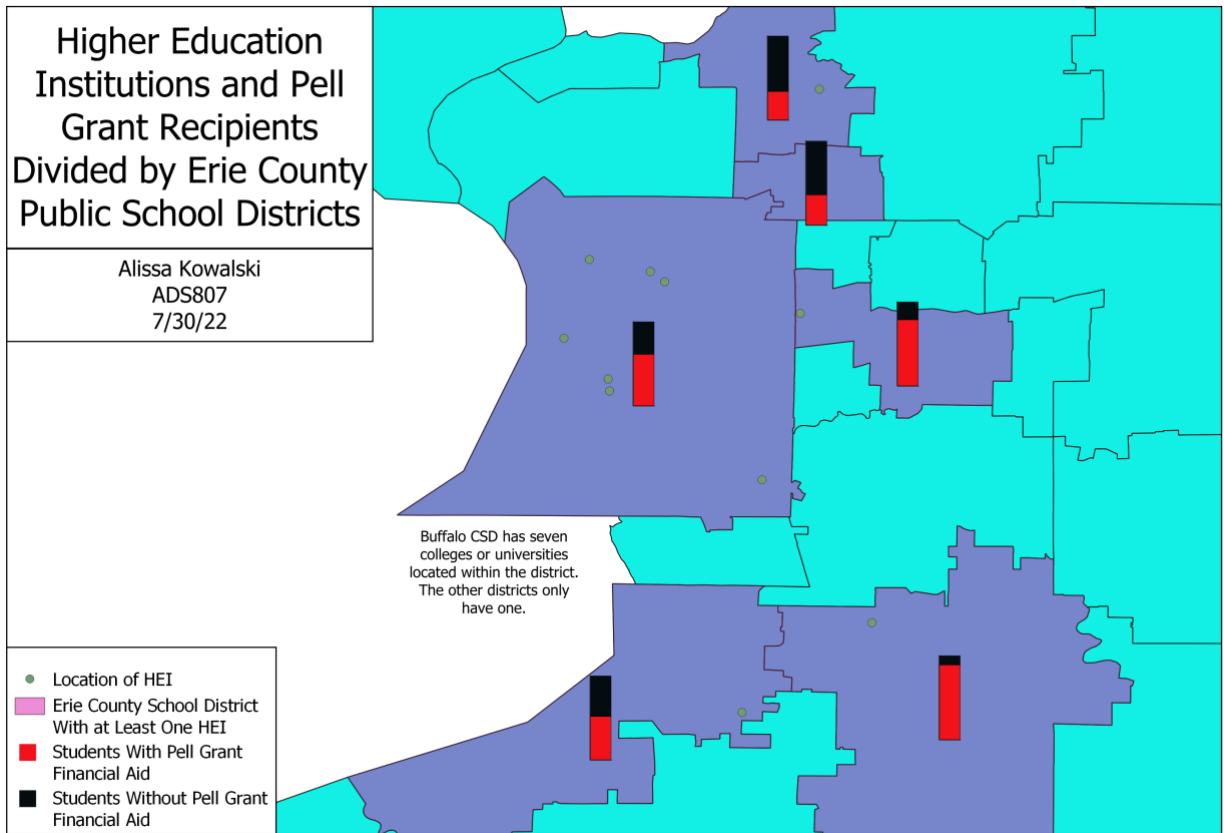 Higher Education
Institutions and Pell
Grant Recipients
Divided by Erie County
Public School Districts
Alissa Kowalski
ADS807
7/30/22
Buffalo CSD has seven
colleges or universities
located within the district.
The other districts only
have one.
Location of HEI
Erie County School District
With at Least One HEI
Students With Pell Grant
Financial Aid
Students Without Pell Grant
Financial Aid